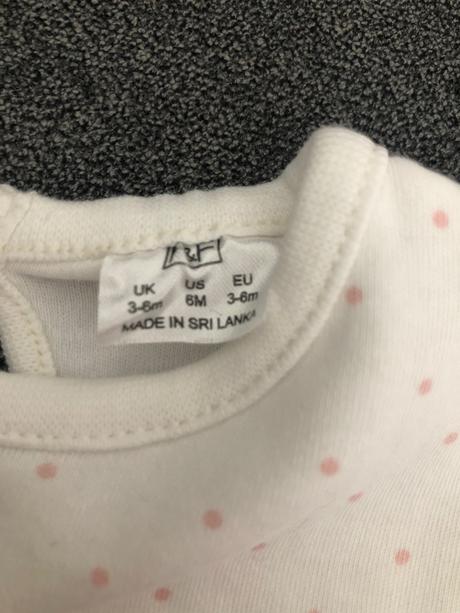 F&F
UK US EU
3-6m 6M 3-6m
MADE IN SRI LANKA